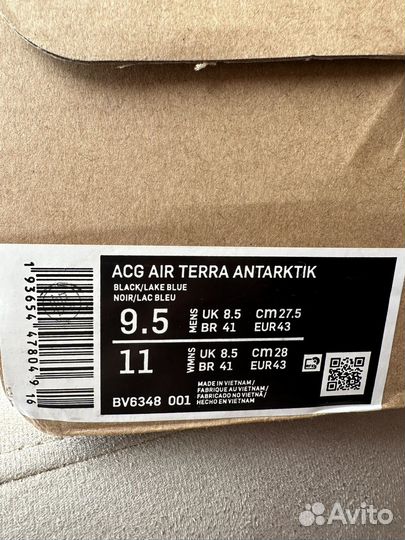 ACG AIR TERRA ANTARKTIK
BLACK/LAKE BLUE
NOIR/LAC BLEU
9.5 MENS UK 8.5 CM 27.5
BR 41 EUR 43
11 WMNS UK 8.5 CM 28
BR 41 EUR 43
MADE IN VIETNAM/
FABRIQUE AU VIETNAM/
FABRICADO NO VIETNÃ/
HECHO EN VIETNAM
BV6348 001
1 93654 47804 9 16
Avito